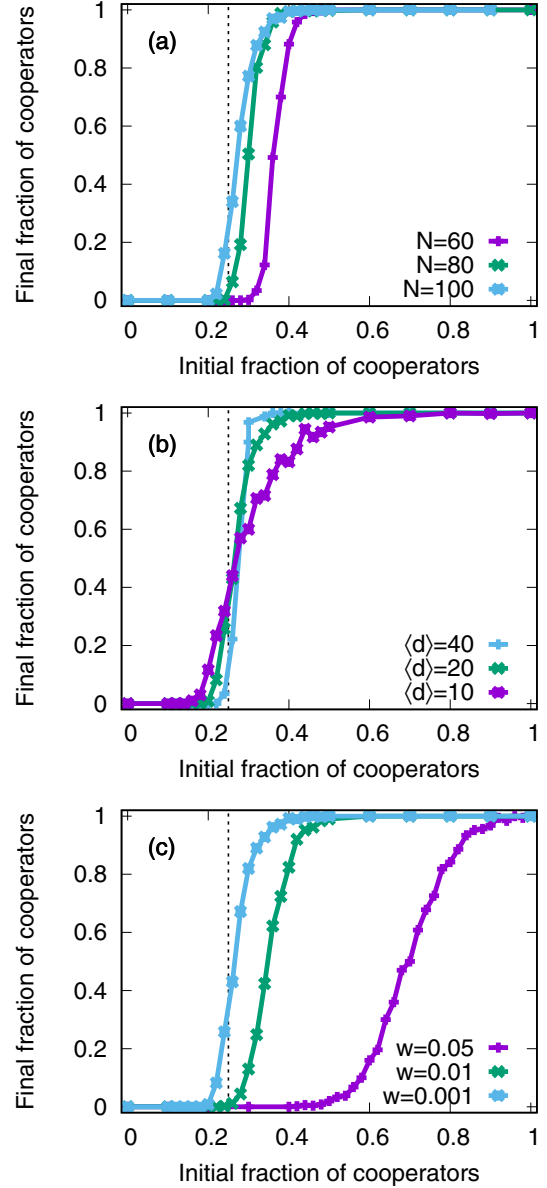 (a)
Final fraction of cooperators
1
0.8
0.6
0.4
0.2
0
N=60
N=80
N=100
0 0.2 0.4 0.6 0.8 1
Initial fraction of cooperators
(b)
Final fraction of cooperators
1
0.8
0.6
0.4
0.2
0
⟨d⟩=40
⟨d⟩=20
⟨d⟩=10
0 0.2 0.4 0.6 0.8 1
Initial fraction of cooperators
(c)
Final fraction of cooperators
1
0.8
0.6
0.4
0.2
0
w=0.05
w=0.01
w=0.001
0 0.2 0.4 0.6 0.8 1
Initial fraction of cooperators